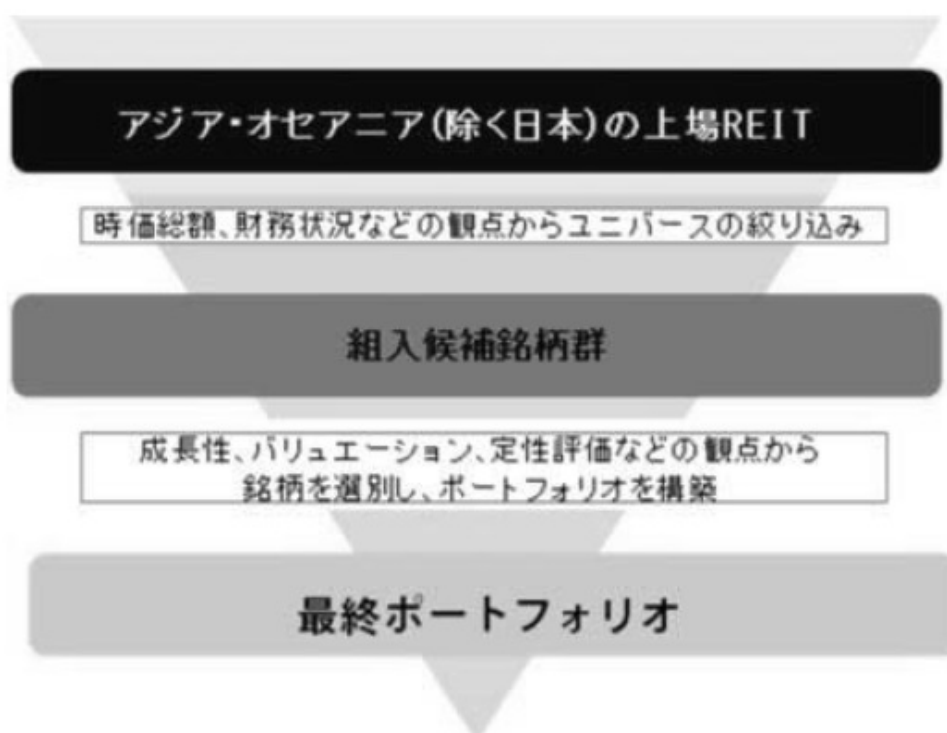 アジア・オセアニア(除く日本)の上場REIT
時価総額、財務状況などの観点からユニバースの絞り込み
組入候補銘柄群
成長性、バリュエーション、定性評価などの観点から
銘柄を選別し、ポートフォリオを構築
最終ポートフォリオ